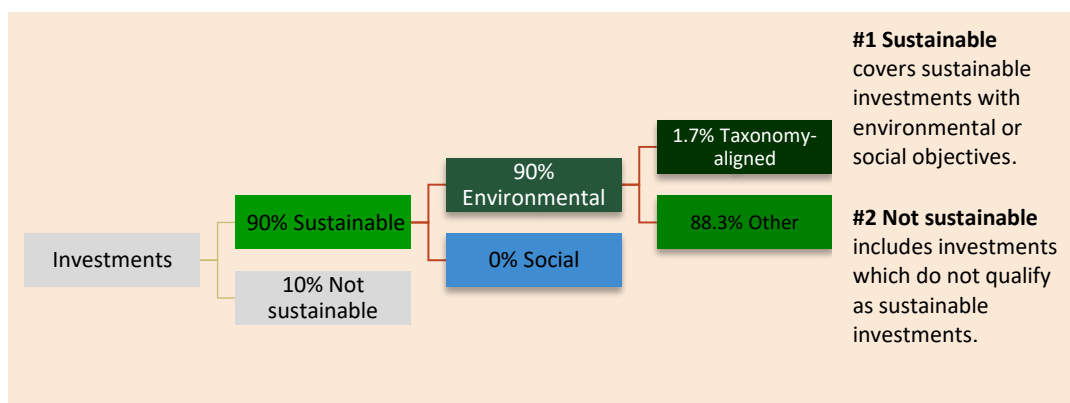 Investments
90% Sustainable
10% Not
sustainable
90%
Environmental
0% Social
1.7% Taxonomy-
aligned
88.3% Other
#1 Sustainable
covers sustainable
investments with
environmental or
social objectives.
#2 Not sustainable
includes investments
which do not qualify
as sustainable
investments.